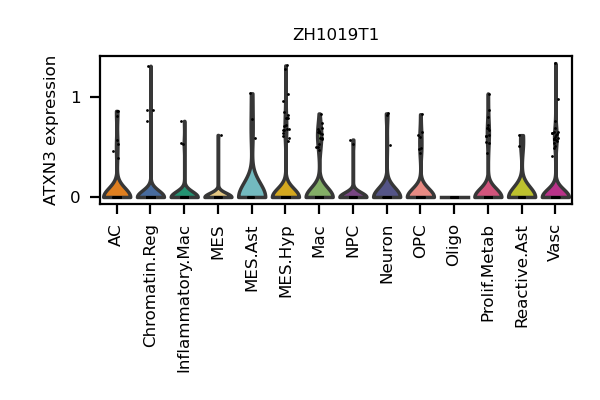 ZH1019T1
ATXN3 expression
1
0
AC
Chromatin.Reg
Inflammatory.Mac
MES
MES.Ast
MES.Hyp
Mac
NPC
Neuron
OPC
Oligo
Prolif.Metab
Reactive.Ast
Vasc